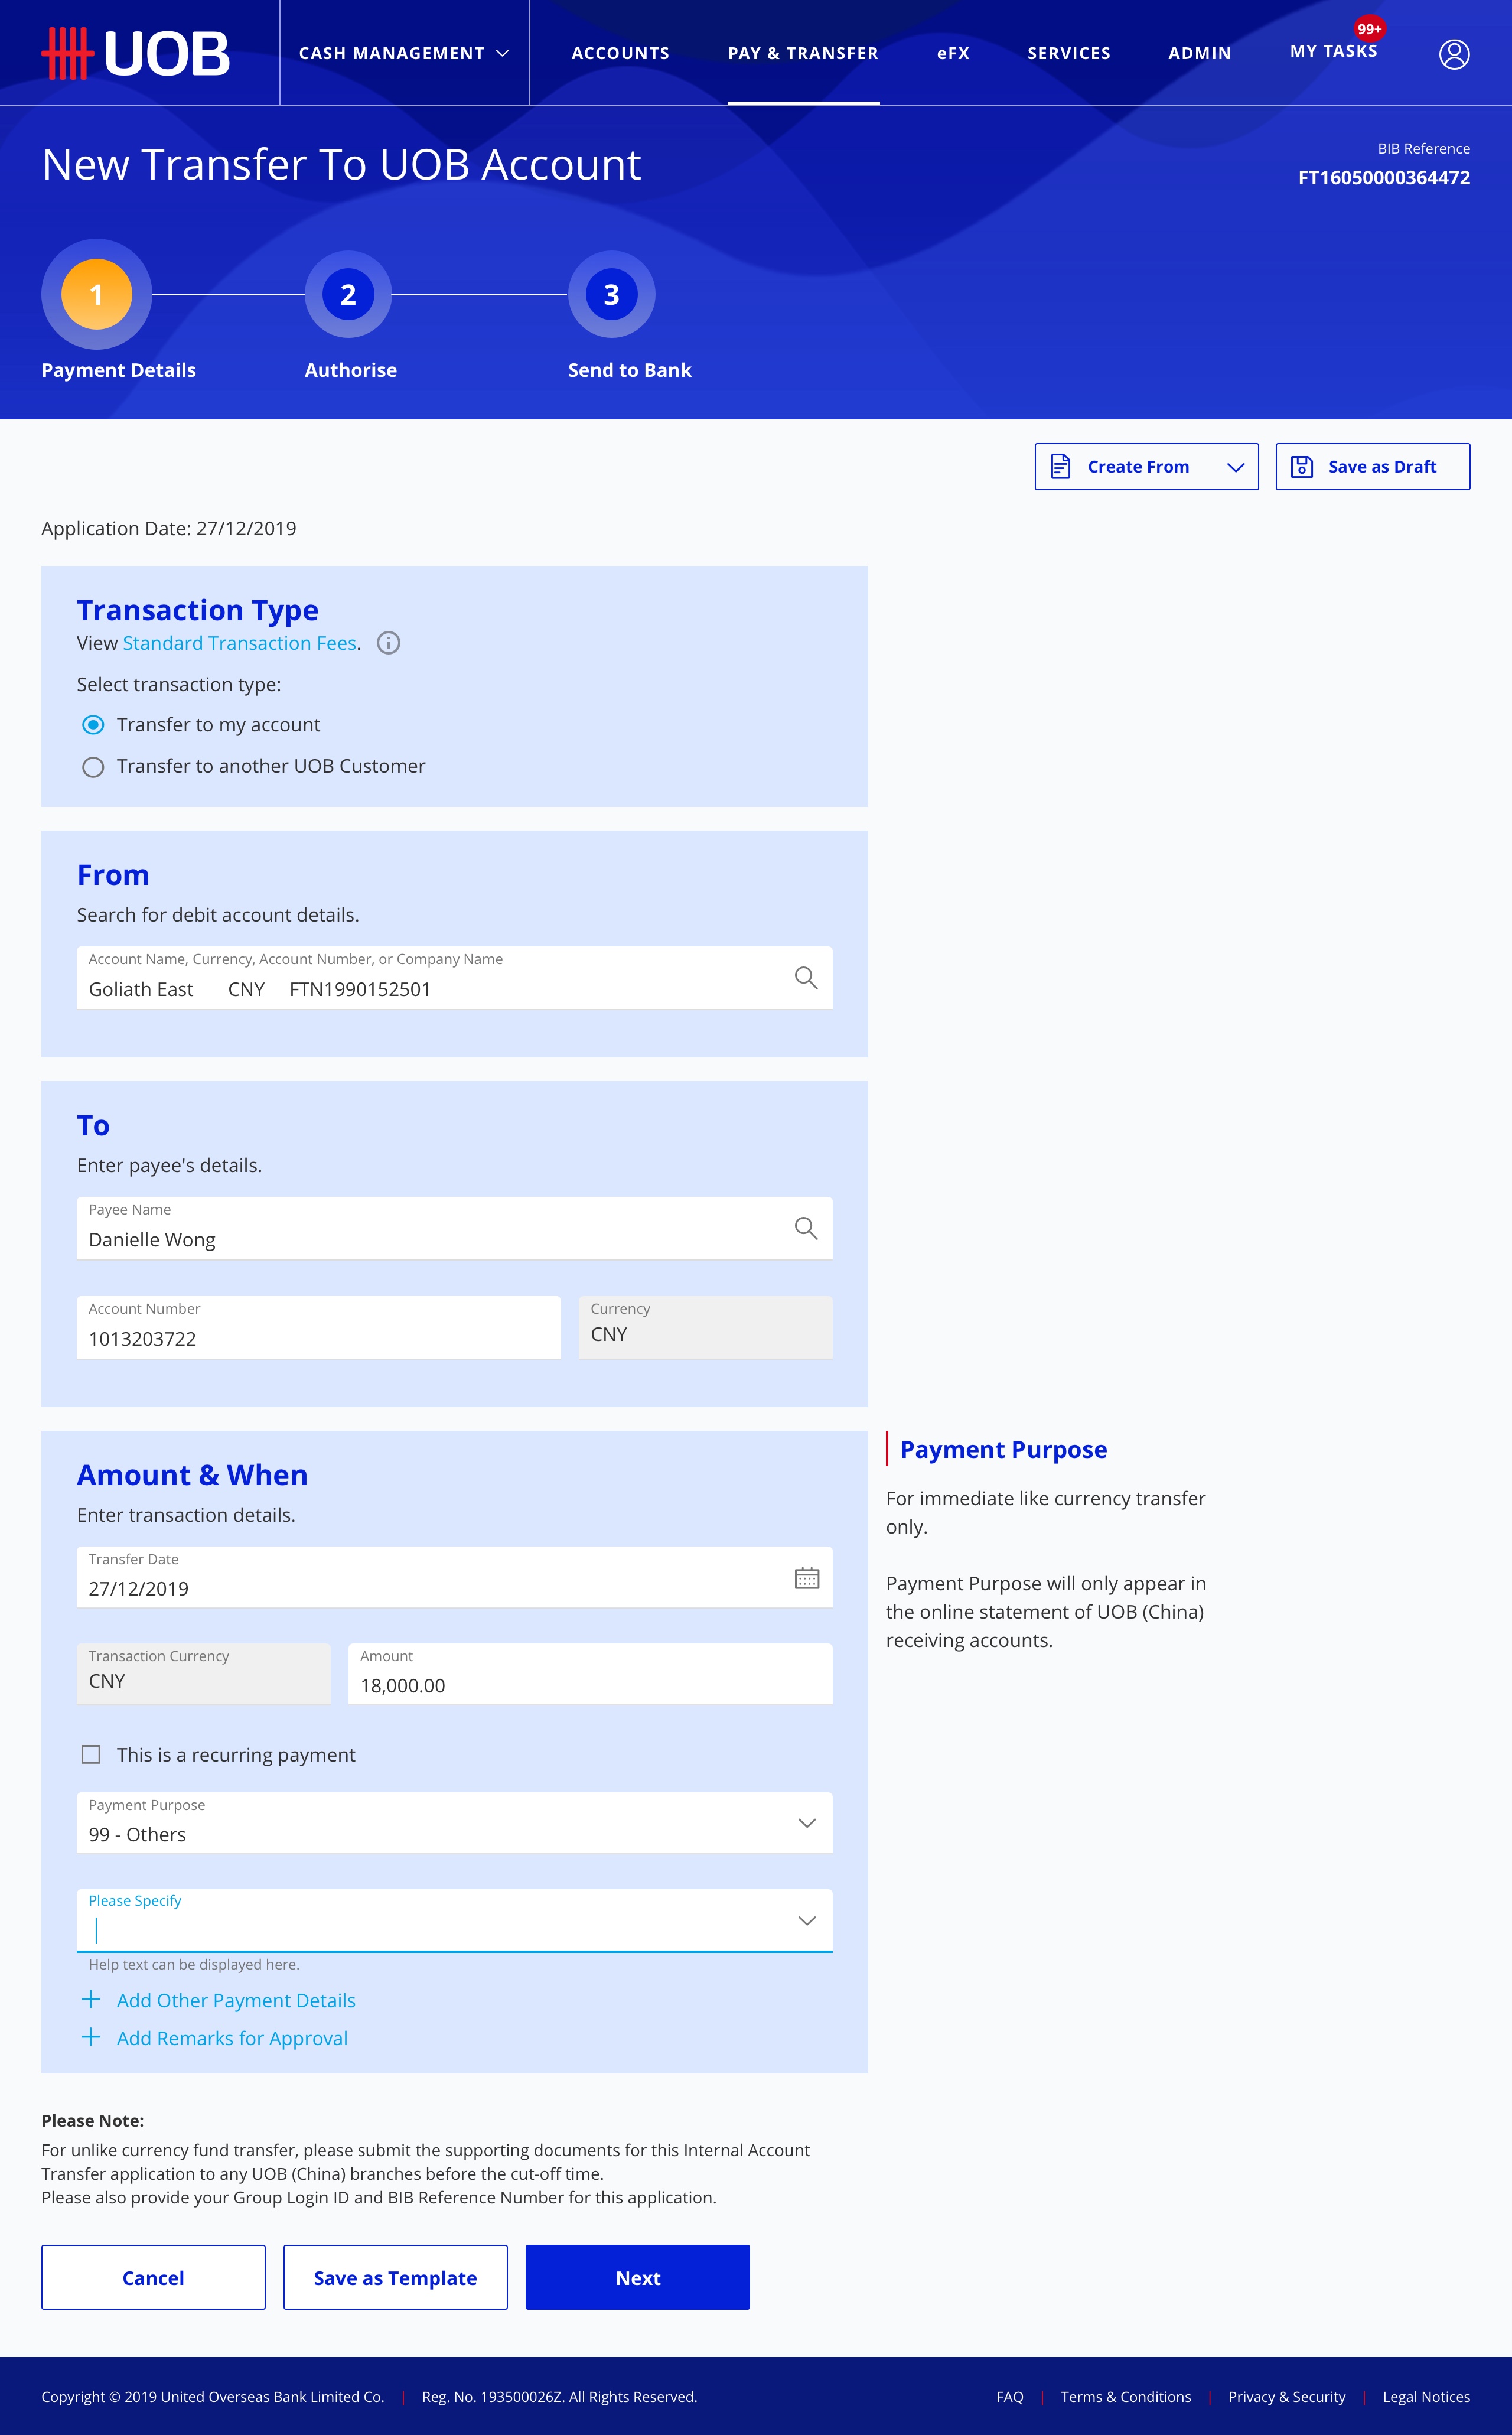 UOB
CASH MANAGEMENT
ACCOUNTS
PAY & TRANSFER
eFX
SERVICES
ADMIN
MY TASKS
99+
New Transfer To UOB Account
BIB Reference
FT16050000364472
1
2
3
Payment Details
Authorise
Send to Bank
Create From
Save as Draft
Application Date: 27/12/2019
Transaction Type
View Standard Transaction Fees.
Select transaction type:
Transfer to my account
Transfer to another UOB Customer
From
Search for debit account details.
Account Name, Currency, Account Number, or Company Name
Goliath East CNY FTN1990152501
To
Enter payee's details.
Payee Name
Danielle Wong
Account Number
1013203722
Currency
CNY
Amount & When
Enter transaction details.
Transfer Date
27/12/2019
Transaction Currency
CNY
Amount
18,000.00
This is a recurring payment
Payment Purpose
99 - Others
Please Specify
Help text can be displayed here.
Add Other Payment Details
Add Remarks for Approval
Payment Purpose
For immediate like currency transfer
only.
Payment Purpose will only appear in
the online statement of UOB (China)
receiving accounts.
Please Note:
For unlike currency fund transfer, please submit the supporting documents for this Internal Account
Transfer application to any UOB (China) branches before the cut-off time.
Please also provide your Group Login ID and BIB Reference Number for this application.
Cancel
Save as Template
Next
Copyright © 2019 United Overseas Bank Limited Co. | Reg. No. 193500026Z. All Rights Reserved.
FAQ | Terms & Conditions | Privacy & Security | Legal Notices